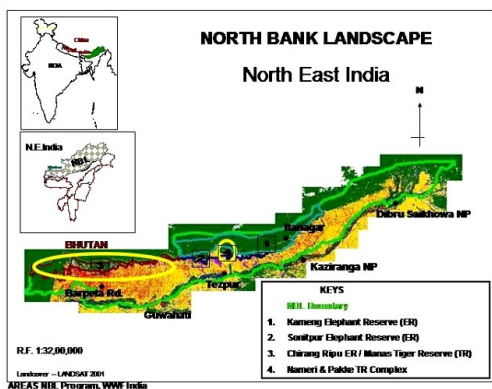 NORTH BANK LANDSCAPE
North East India
China
INDIA
N
N.E.India
NBL
BHUTAN
Itanagar
Dibru Saikhowa NP
Kaziranga NP
Tezpur
Barpeta Rd.
Guwahati
KEYS
NBL Boundary
1. Kameng Elephant Reserve (ER)
2. Sonitpur Elephant Reserve (ER)
3. Chirang Ripu ER / Manas Tiger Reserve (TR)
4. Nameri & Pakke TR Complex
R.F. 1:32,00,000
Landcover – LANDSAT 2001
AREAS NBL Program, WWF India